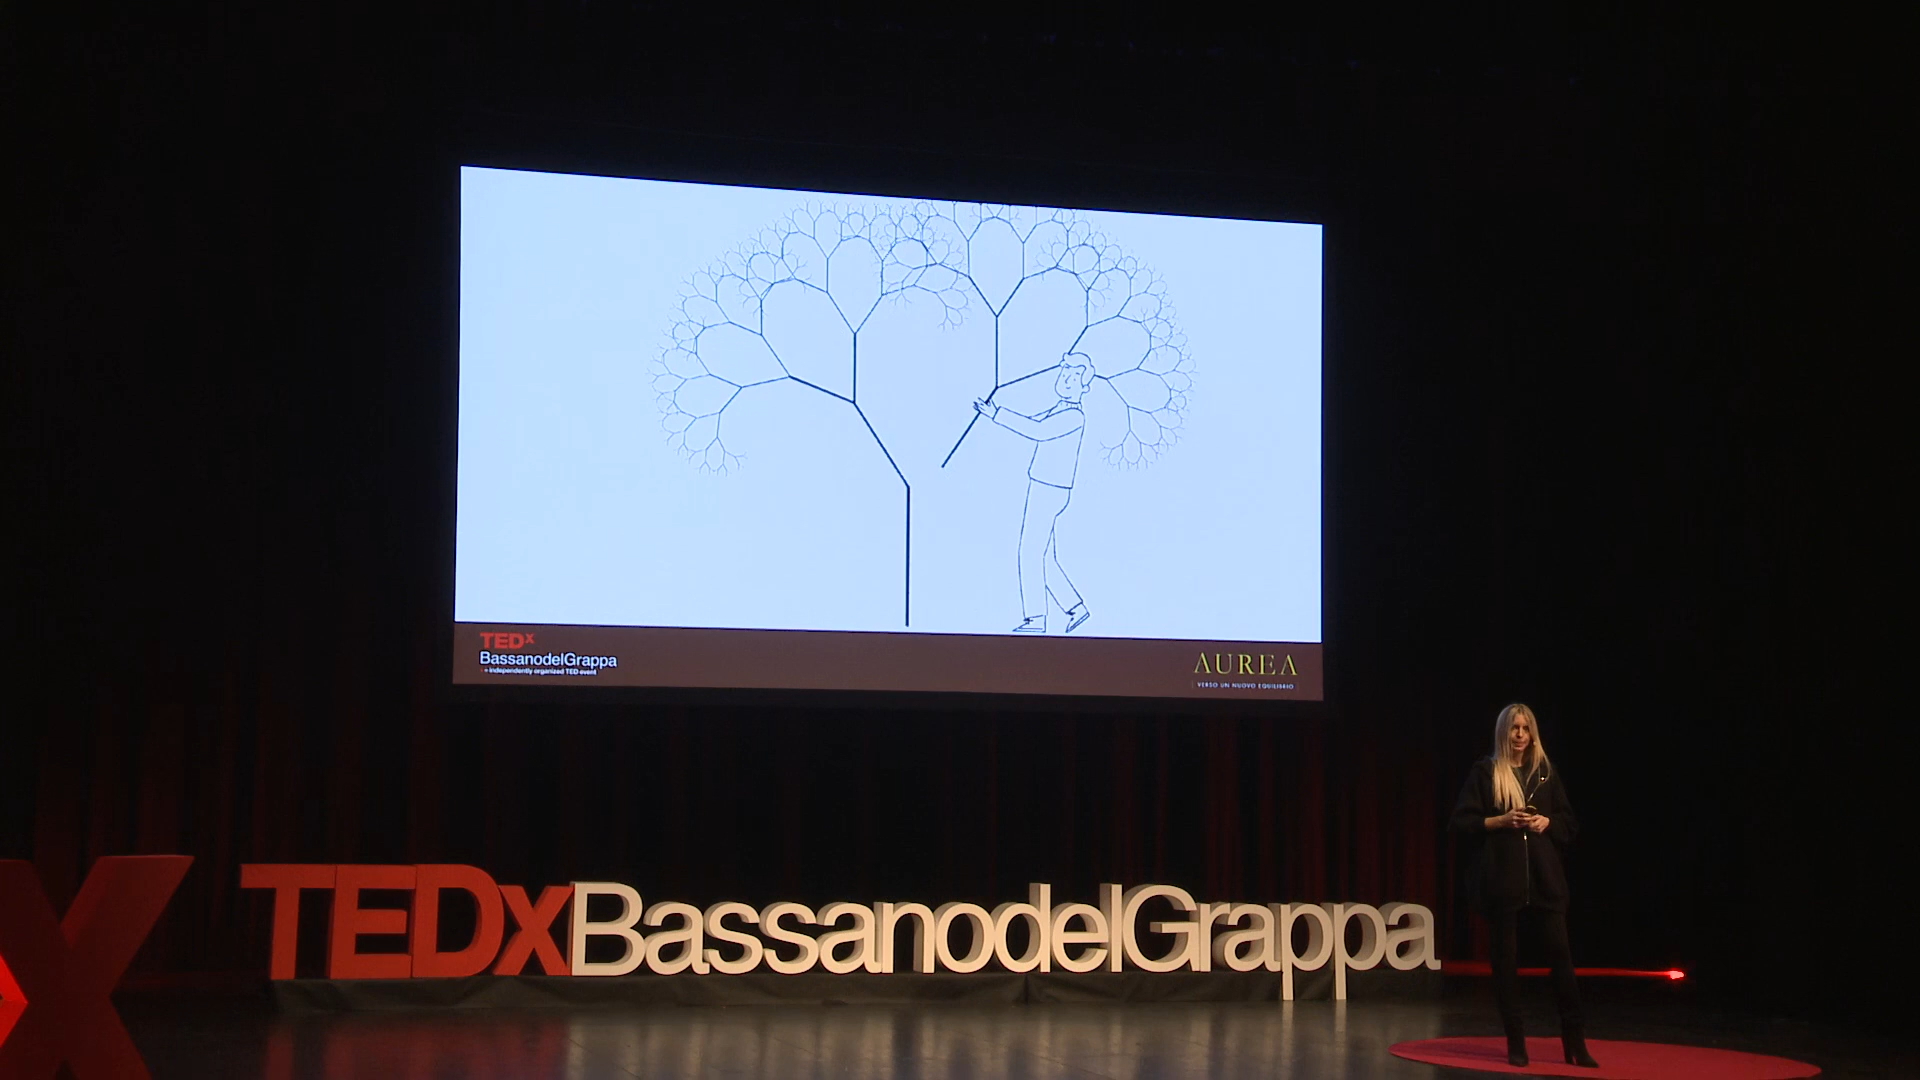 TEDx
BassanodelGrappa
x = independently organized TED event
AUREA
VERSO UN NUOVO EQUILIBRIO
X
TEDxBassanodelGrappa